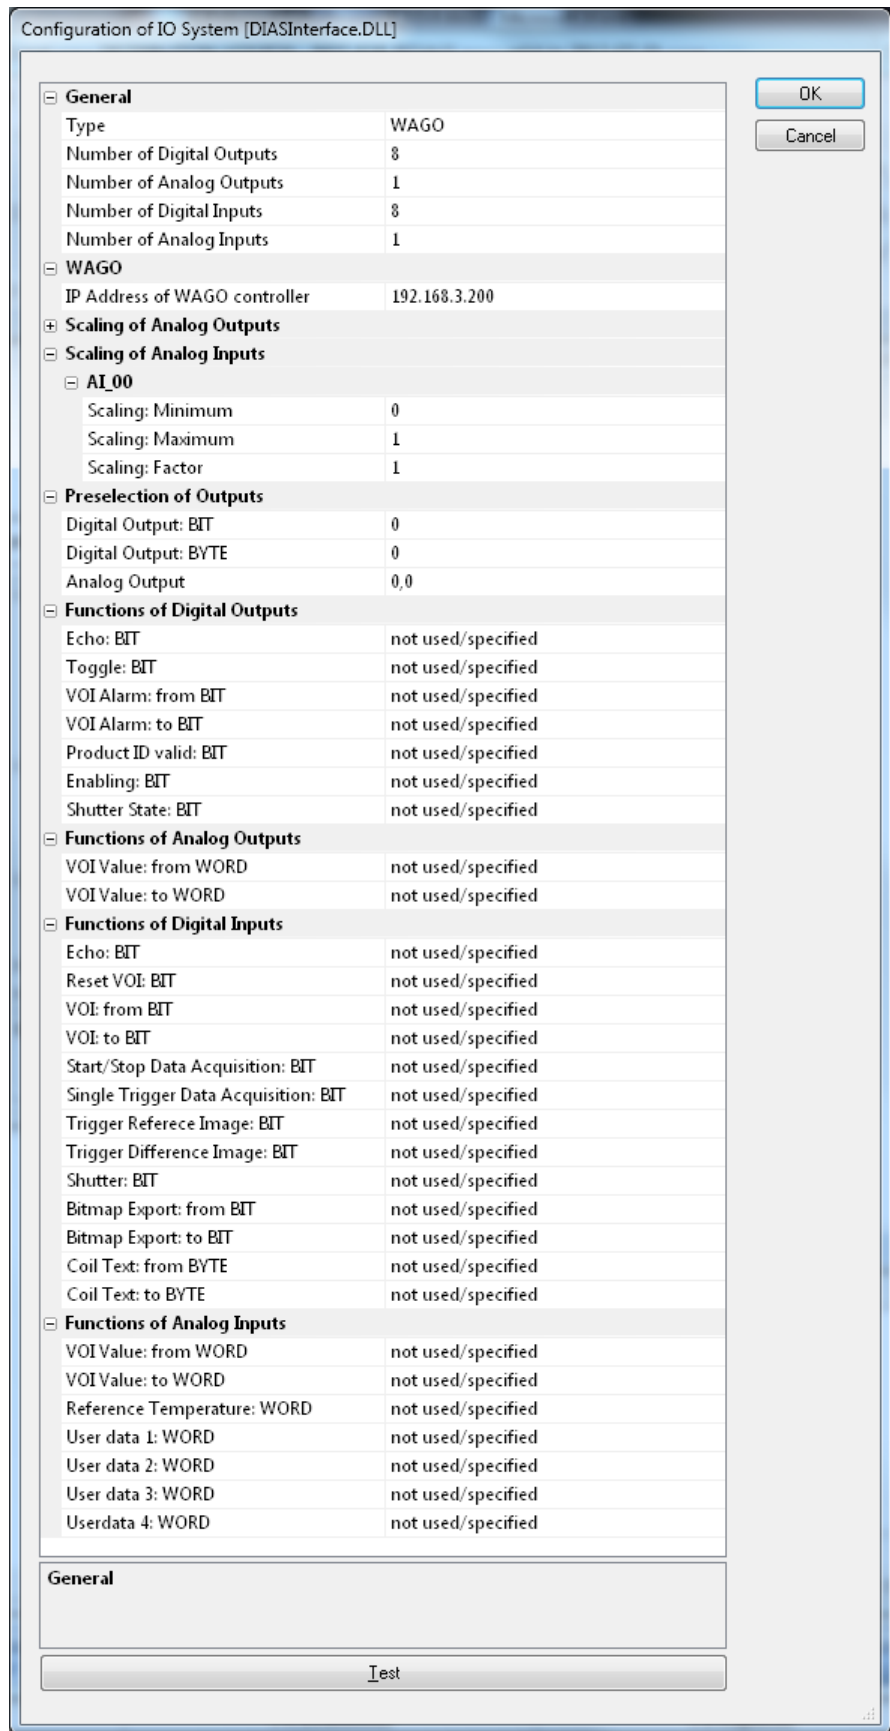 Configuration of IO System [DIASInterface.DLL]
OK
Cancel
General
Type WAGO
Number of Digital Outputs 8
Number of Analog Outputs 1
Number of Digital Inputs 8
Number of Analog Inputs 1
WAGO
IP Address of WAGO controller 192.168.3.200
Scaling of Analog Outputs
Scaling of Analog Inputs
AI_00
Scaling: Minimum 0
Scaling: Maximum 1
Scaling: Factor 1
Preselection of Outputs
Digital Output: BIT 0
Digital Output: BYTE 0
Analog Output 0,0
Functions of Digital Outputs
Echo: BIT not used/specified
Toggle: BIT not used/specified
VOI Alarm: from BIT not used/specified
VOI Alarm: to BIT not used/specified
Product ID valid: BIT not used/specified
Enabling: BIT not used/specified
Shutter State: BIT not used/specified
Functions of Analog Outputs
VOI Value: from WORD not used/specified
VOI Value: to WORD not used/specified
Functions of Digital Inputs
Echo: BIT not used/specified
Reset VOI: BIT not used/specified
VOI: from BIT not used/specified
VOI: to BIT not used/specified
Start/Stop Data Acquisition: BIT not used/specified
Single Trigger Data Acquisition: BIT not used/specified
Trigger Referece Image: BIT not used/specified
Trigger Difference Image: BIT not used/specified
Shutter: BIT not used/specified
Bitmap Export: from BIT not used/specified
Bitmap Export: to BIT not used/specified
Coil Text: from BYTE not used/specified
Coil Text: to BYTE not used/specified
Functions of Analog Inputs
VOI Value: from WORD not used/specified
VOI Value: to WORD not used/specified
Reference Temperature: WORD not used/specified
User data 1: WORD not used/specified
User data 2: WORD not used/specified
User data 3: WORD not used/specified
Userdata 4: WORD not used/specified
General
Test